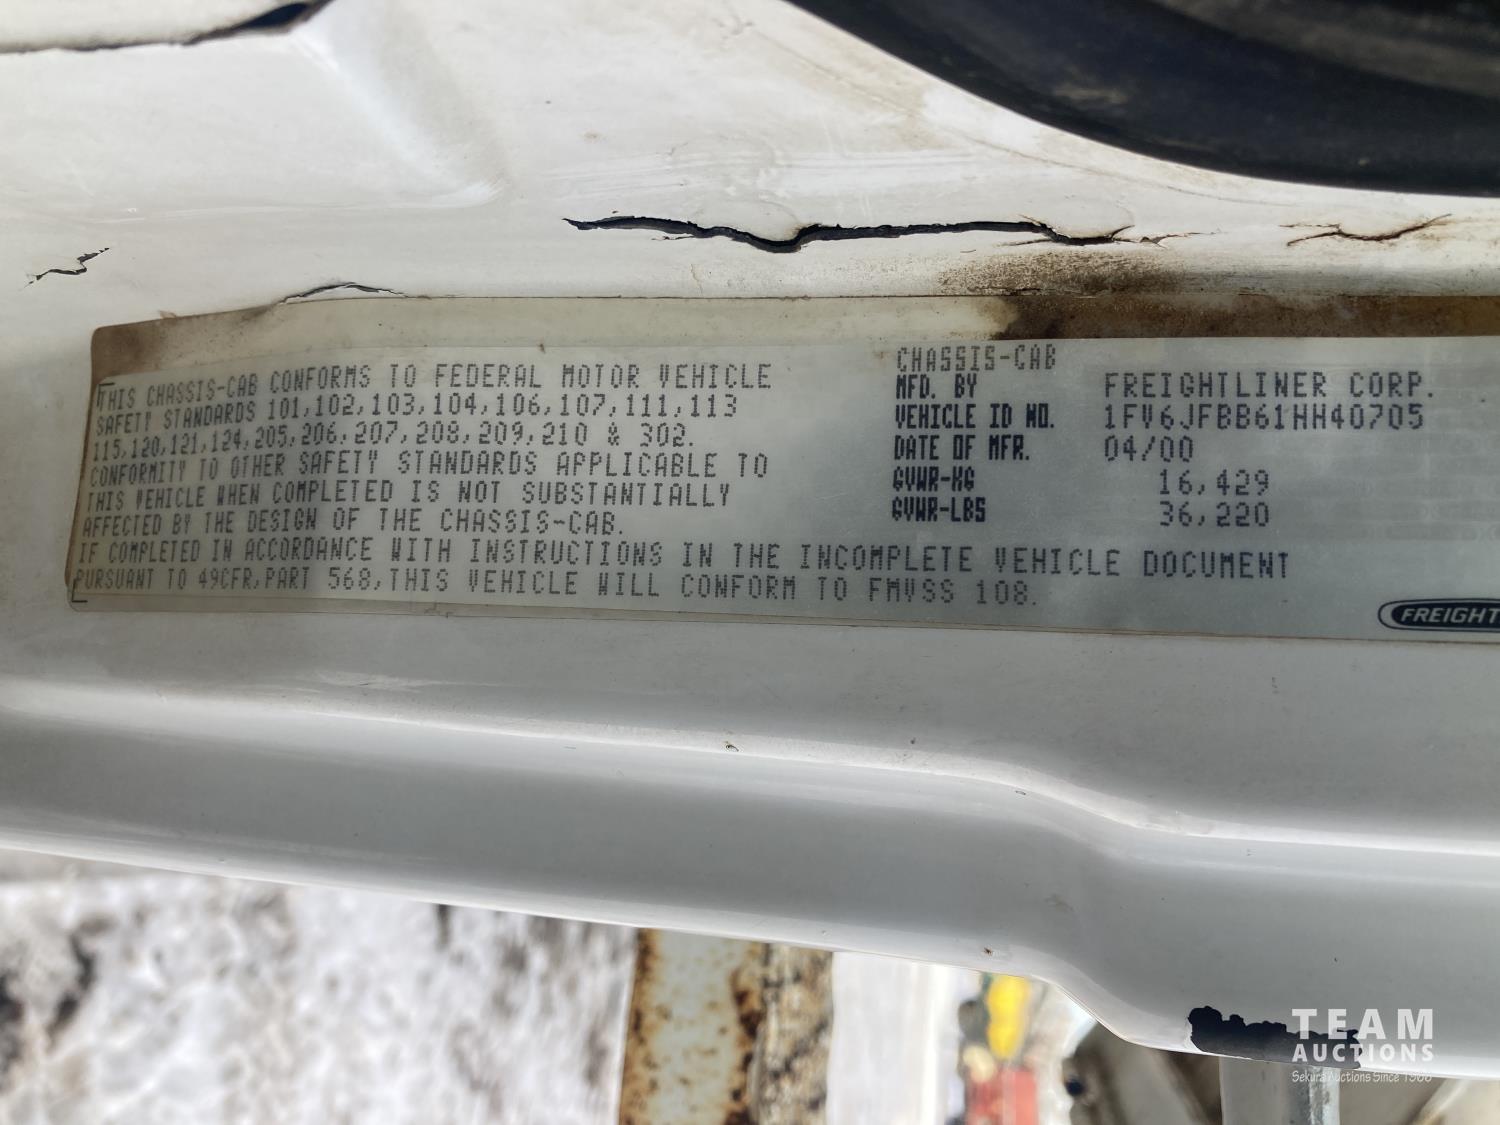 THIS CHASSIS-CAB CONFORMS TO FEDERAL MOTOR VEHICLE
SAFETY STANDARDS 101,102,103,104,106,107,111,113
115,120,121,124,205,206,207,208,209,210 & 302.
CONFORMITY TO OTHER SAFETY STANDARDS APPLICABLE TO
THIS VEHICLE WHEN COMPLETED IS NOT SUBSTANTIALLY
AFFECTED BY THE DESIGN OF THE CHASSIS-CAB.
IF COMPLETED IN ACCORDANCE WITH INSTRUCTIONS IN THE INCOMPLETE VEHICLE DOCUMENT
PURSUANT TO 49CFR,PART 568,THIS VEHICLE WILL CONFORM TO FMVSS 108.
CHASSIS-CAB
MFD. BY FREIGHTLINER CORP.
VEHICLE ID NO. 1FV6JFBB61HH40705
DATE OF MFR. 04/00
GVWR-KG 16,429
GVWR-LBS 36,220
FREIGHT
TEAM
AUCTIONS
Sekura Auctions Since 1966